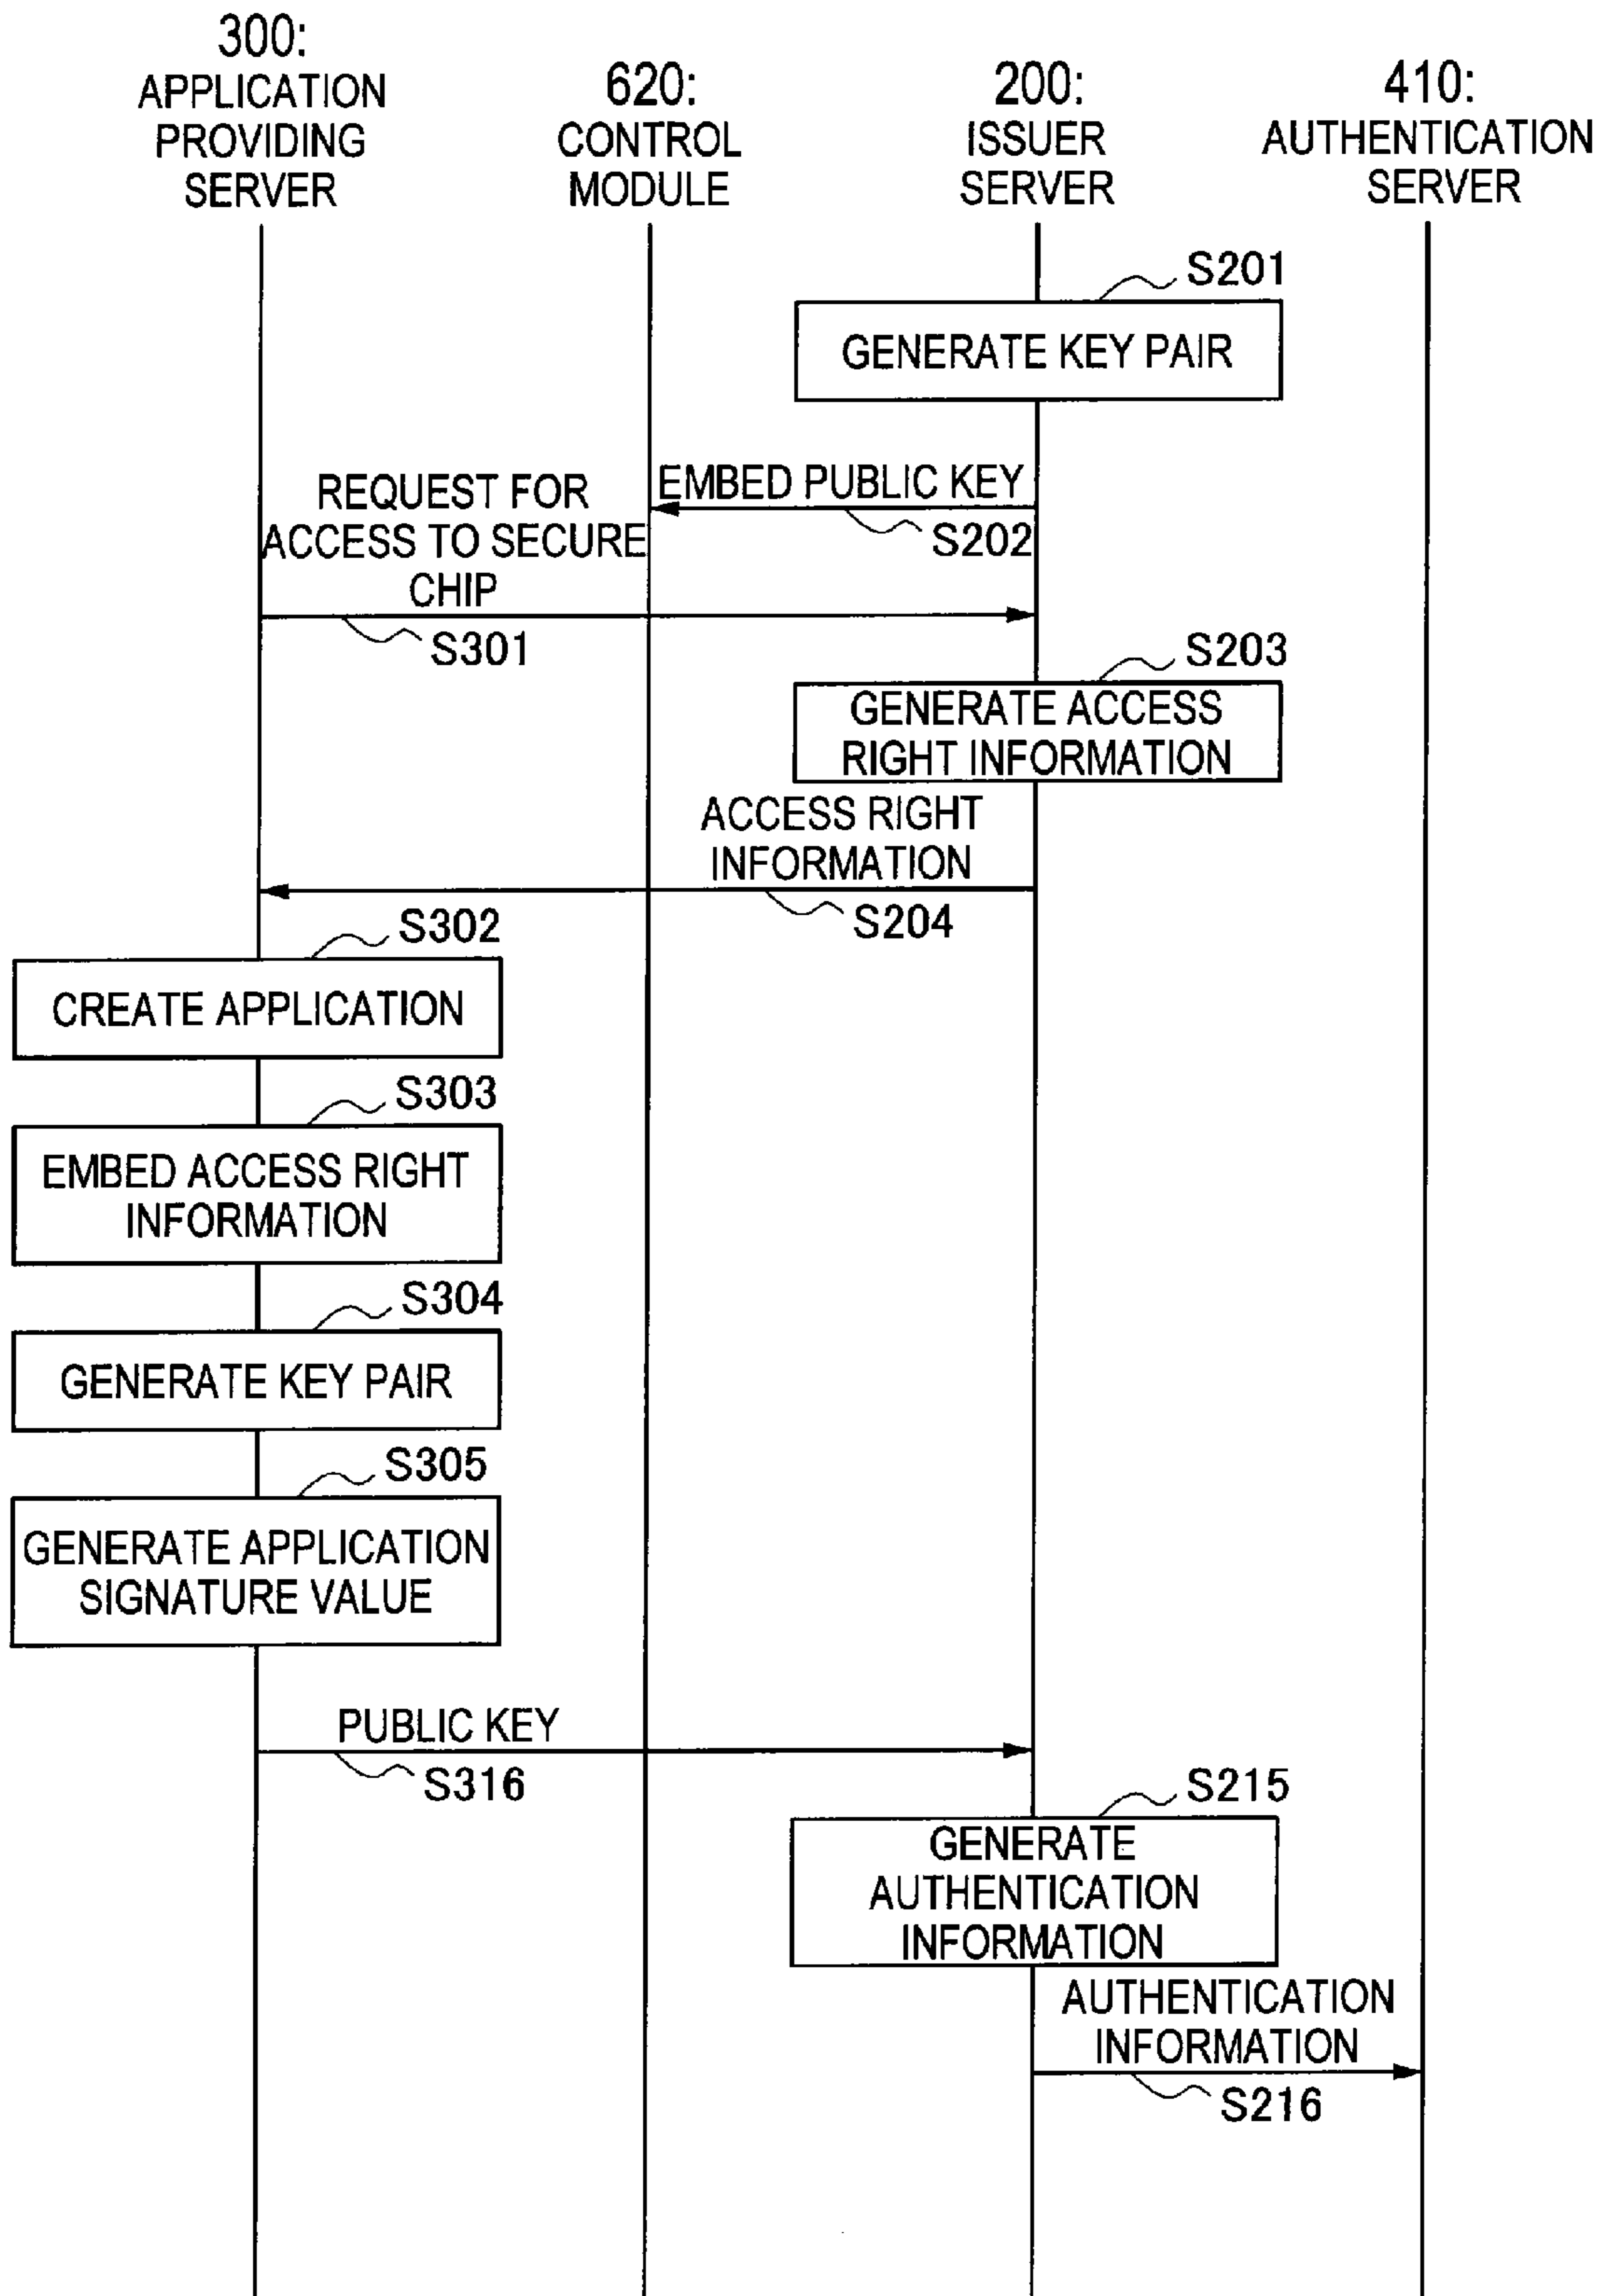 300:
APPLICATION
PROVIDING
SERVER
620:
CONTROL
MODULE
200:
ISSUER
SERVER
410:
AUTHENTICATION
SERVER
S201
GENERATE KEY PAIR
EMBED PUBLIC KEY
S202
REQUEST FOR
ACCESS TO SECURE
CHIP
S301
S203
GENERATE ACCESS
RIGHT INFORMATION
ACCESS RIGHT
INFORMATION
S204
S302
CREATE APPLICATION
S303
EMBED ACCESS RIGHT
INFORMATION
S304
GENERATE KEY PAIR
S305
GENERATE APPLICATION
SIGNATURE VALUE
PUBLIC KEY
S316
S215
GENERATE
AUTHENTICATION
INFORMATION
AUTHENTICATION
INFORMATION
S216